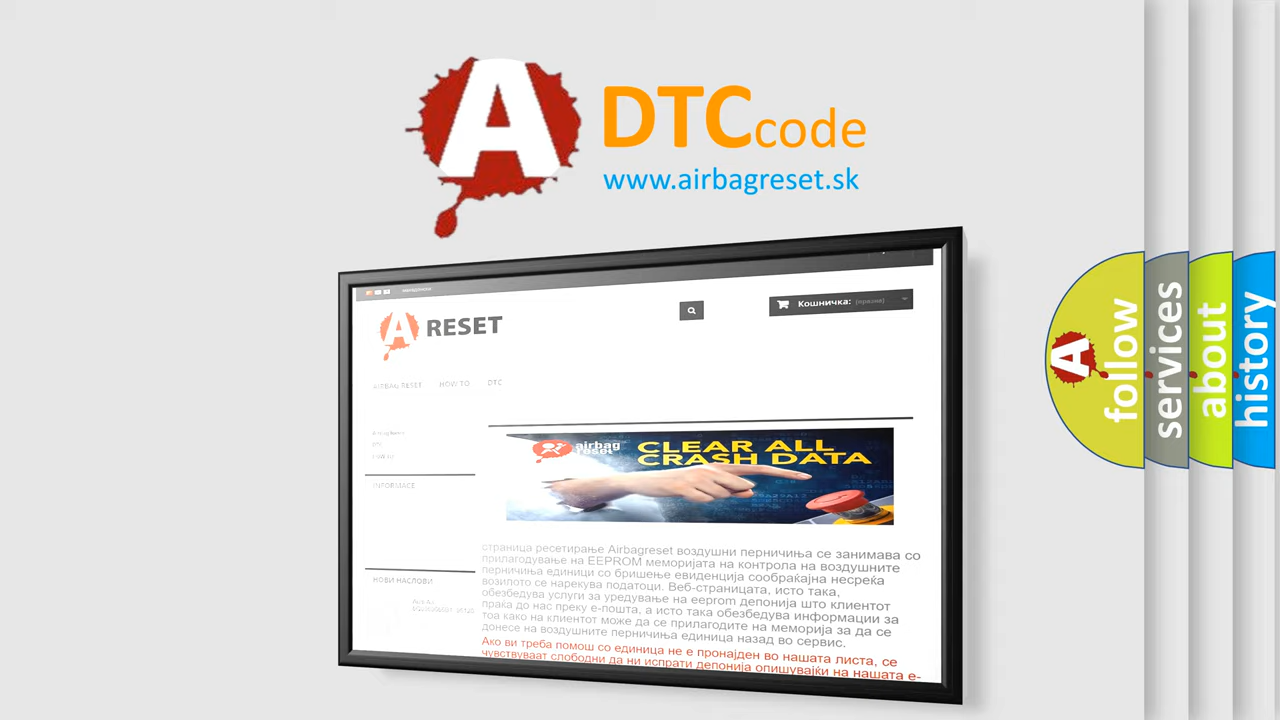 A DTCcode
www.airbagreset.sk
Кошничка: (празни)
A RESET
AIRBAG RESET HOW TO DTC
DTC
INFORMACE
airbag
reset
CLEAR ALL
CRASH DATA
НОВИ НАСЛОВИ
страница ресетирање Airbagreset воздушни перничиња се занимава со
прилагодување на EEPROM меморијата на контрола на воздушните
перничиња единици со бришење евиденција сообраќајна несреќа
возилото се нарекува податоци. Веб-страницата, исто така,
обезбедува услуги за уредување на eeprom депонија што клиентот
праќа до нас преку е-пошта, а исто така обезбедува информации за
тоа како на клиентот може да се прилагодите на меморија за да се
донесе на воздушните перничиња единица назад во сервис.
Ако ви треба помош со единица не е пронајден во нашата листа, се
чувствуваат слободни да ни испрати депонија опишувајќи на нашата е-
A follow
services
about
history